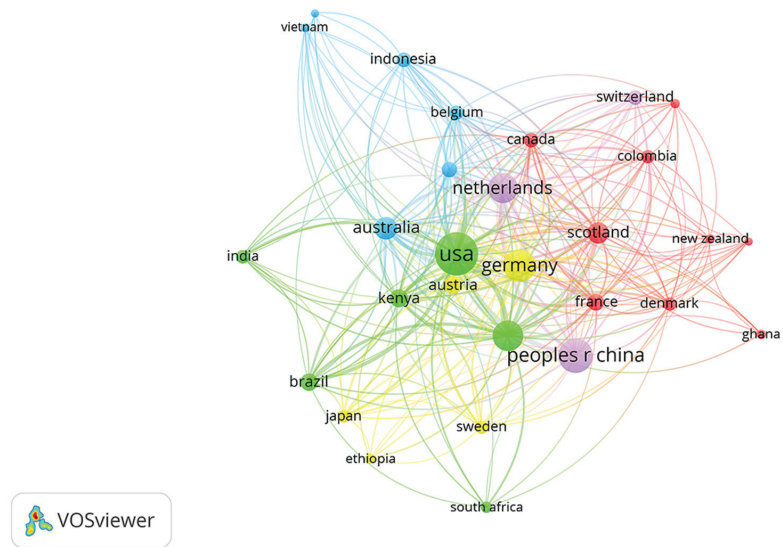 vietnam
indonesia
switzerland
belgium
canada
colombia
netherlands
australia
scotland
new zealand
usa
india
germany
austria
kenya
france
denmark
ghana
peoples r china
brazil
japan
sweden
ethiopia
south africa
VOSviewer